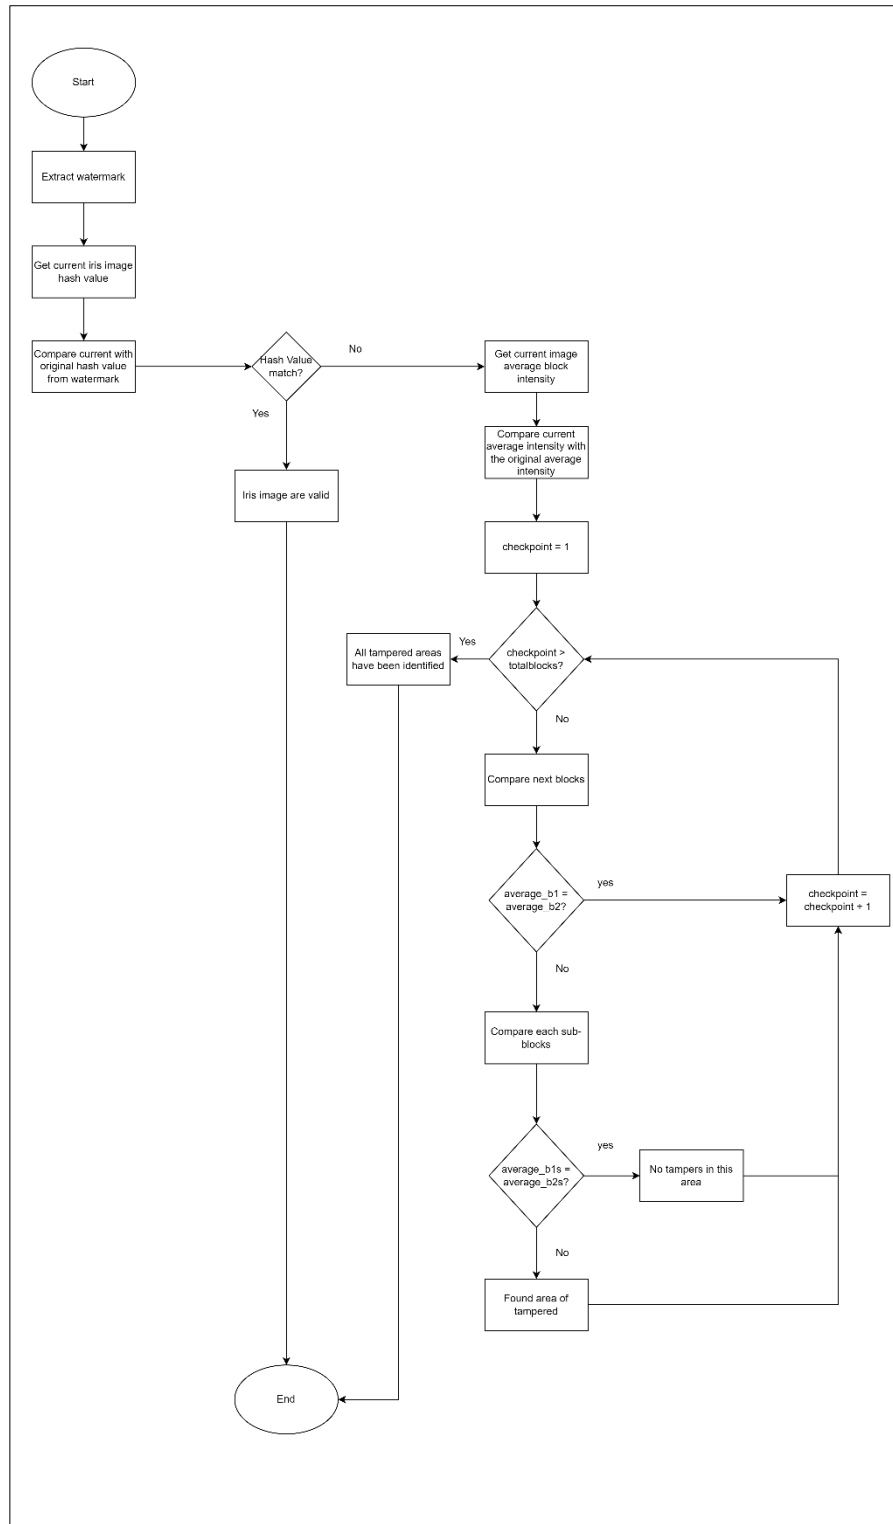 Start
Extract watermark
Get current iris image
hash value
Compare current with
original hash value
from watermark
Hash Value
match?
No
Yes
Get current image
average block
intensity
Compare current
average intensity with
the original average
intensity
Iris image are valid
checkpoint = 1
checkpoint >
totalblocks?
Yes
All tampered areas
have been identified
No
Compare next blocks
average_b1 =
average_b2?
yes
checkpoint =
checkpoint + 1
No
Compare each sub-
blocks
average_b1s =
average_b2s?
yes
No tampers in this
area
No
Found area of
tampered
End